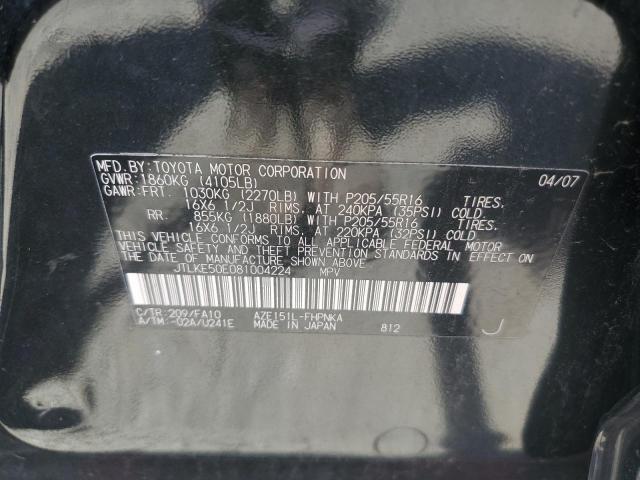 MFD.BY:TOYOTA MOTOR CORPORATION 04/07
GVWR:1860KG (4105LB)
GAWR:FRT. 1030KG (2270LB) WITH P205/55R16 TIRES.
16X6 1/2J RIMS. AT 240KPA (35PSI) COLD
RR. 855KG (1880LB) WITH P205/55R16 TIRES.
16X6 1/2J RIMS. AT 220KPA (32PSI) COLD
THIS VEHICLE CONFORMS TO ALL APPLICABLE FEDERAL MOTOR
VEHICLE SAFETY AND THEFT PREVENTION STANDARDS IN EFFECT ON
THE DATE OF MANUFACTURE SHOWN ABOVE.
JTLKE50E081004224 MPV
C/TR:209/FA10 AZE151L-FHPNKA
A/TM:-02A/U241E MADE IN JAPAN 812 J